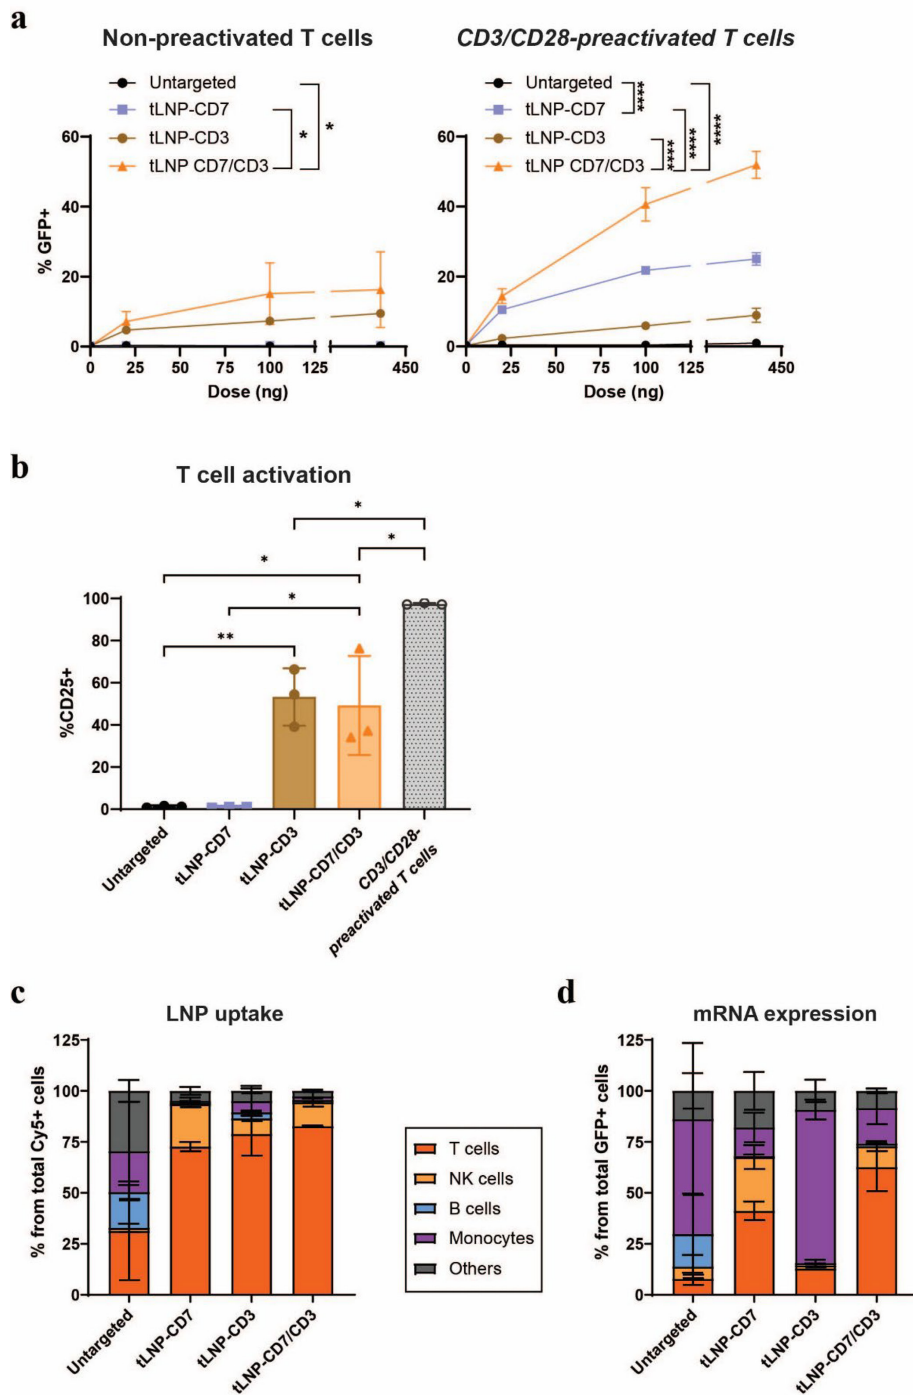 a
Non-preactivated T cells
Untargeted
tLNP-CD7
tLNP-CD3
tLNP CD7/CD3
*
*
60
40
20
0
% GFP+
0 25 50 75 100 125 450
Dose (ng)
CD3/CD28-preactivated T cells
Untargeted
tLNP-CD7
tLNP-CD3
tLNP CD7/CD3
****
****
****
****
60
40
20
0
0 25 50 75 100 125 450
Dose (ng)
b
T cell activation
*
*
*
*
**
100
80
60
40
20
0
%CD25+
Untargeted
tLNP-CD7
tLNP-CD3
tLNP-CD7/CD3
CD3/CD28-
preactivated T cells
c
LNP uptake
125
100
75
50
25
0
% from total Cy5+ cells
Untargeted
tLNP-CD7
tLNP-CD3
tLNP-CD7/CD3
T cells
NK cells
B cells
Monocytes
Others
d
mRNA expression
125
100
75
50
25
0
% from total GFP+ cells
Untargeted
tLNP-CD7
tLNP-CD3
tLNP-CD7/CD3